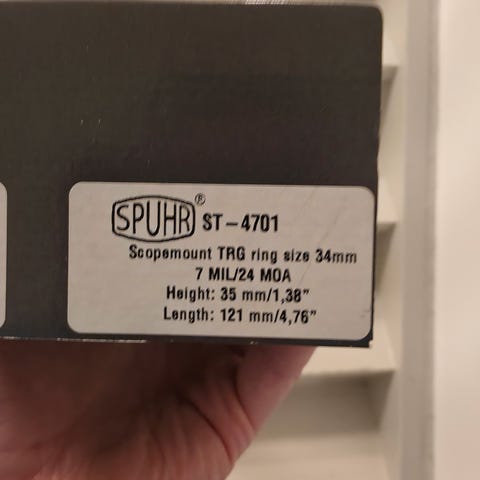 SPUHR® ST-4701
Scopemount TRG ring size 34mm
7 MIL/24 MOA
Height: 35 mm/1,38"
Length: 121 mm/4,76"